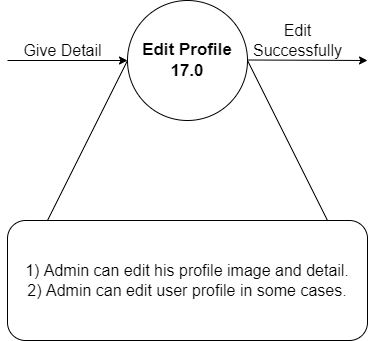 Give Detail
Edit Profile
17.0
Edit
Successfully
1) Admin can edit his profile image and detail.
2) Admin can edit user profile in some cases.